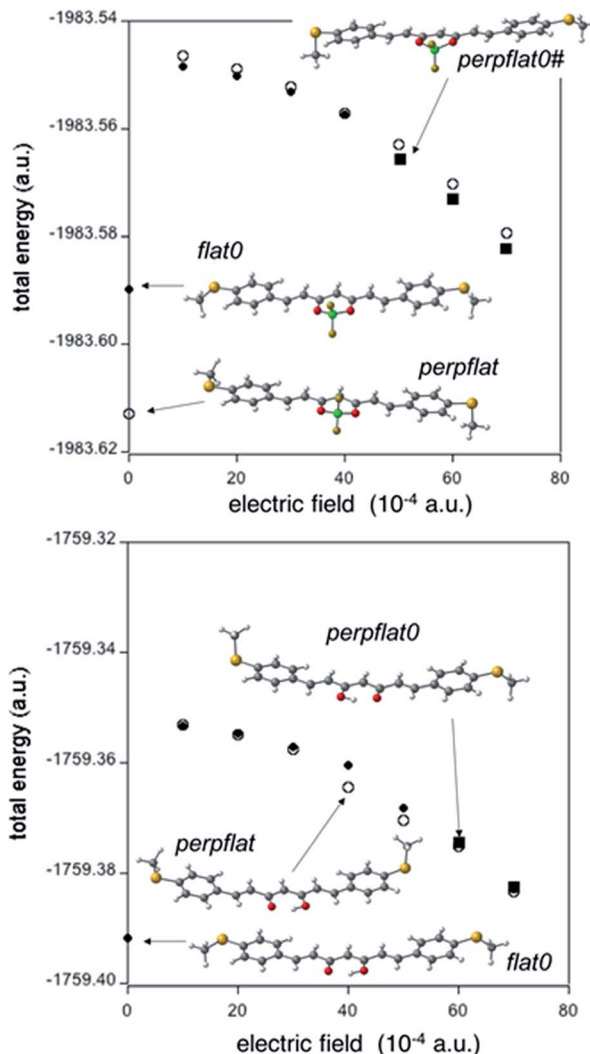 -1983.54
perpflat0#
-1983.56
total energy (a.u.)
-1983.58
flat0
-1983.60
perpflat
-1983.62
0 20 40 60 80
electric field (10⁻⁴ a.u.)
-1759.32
perpflat0
-1759.34
total energy (a.u.)
-1759.36
perpflat
-1759.38
flat0
-1759.40
0 20 40 60 80
electric field (10⁻⁴ a.u.)